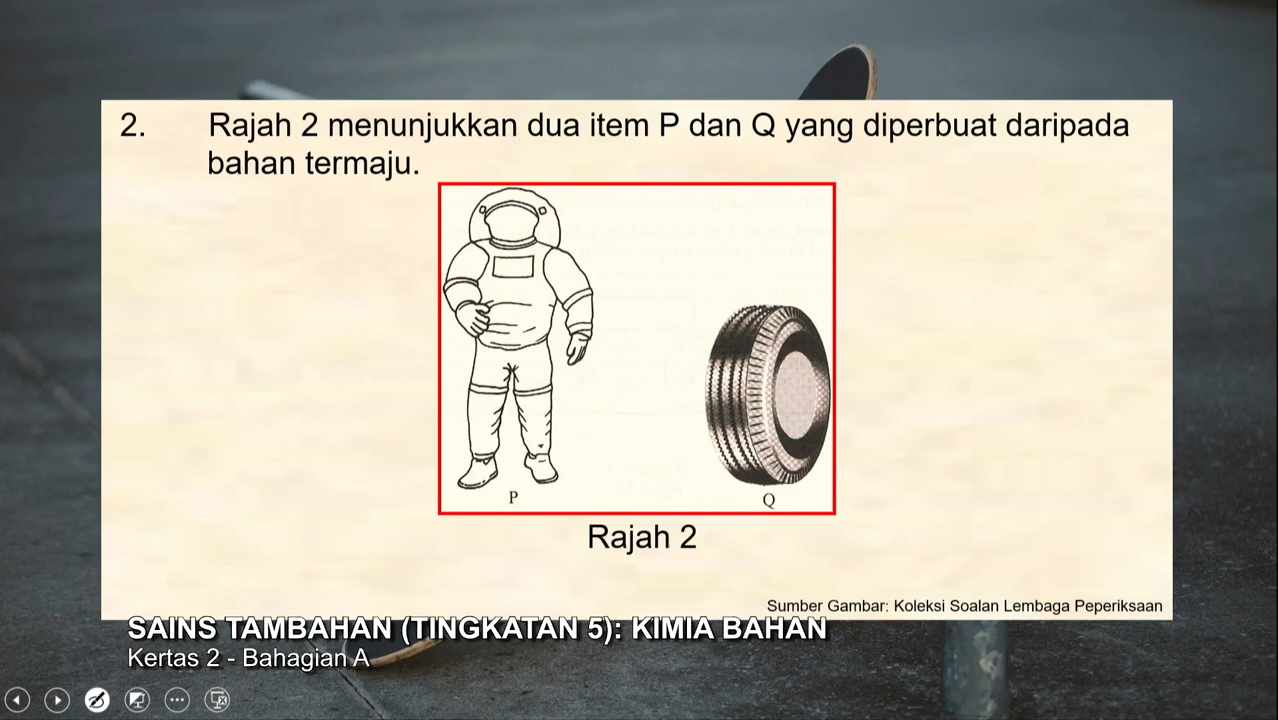 2. Rajah 2 menunjukkan dua item P dan Q yang diperbuat daripada
bahan termaju.
P
Q
Rajah 2
Sumber Gambar: Koleksi Soalan Lembaga Peperiksaan
SAINS TAMBAHAN (TINGKATAN 5): KIMIA BAHAN
Kertas 2 - Bahagian A